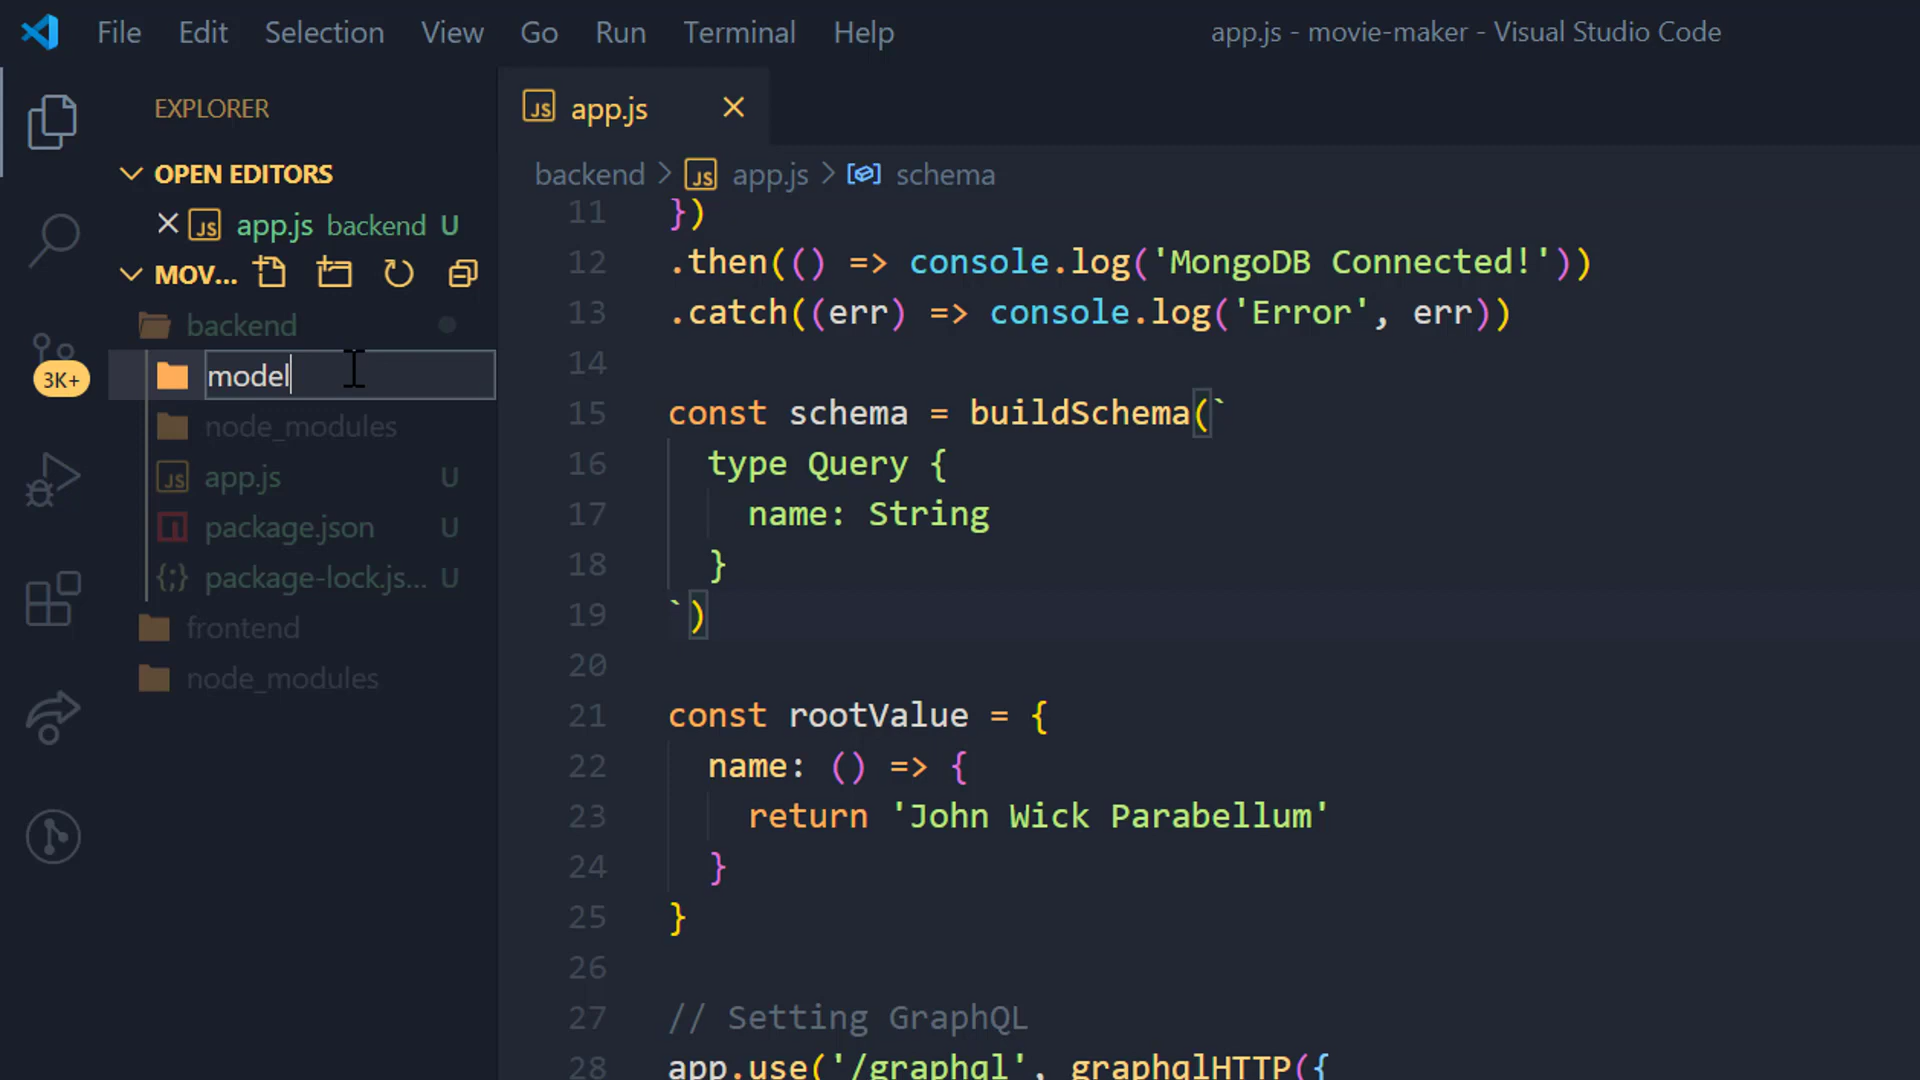 File Edit Selection View Go Run Terminal Help app.js - movie-maker - Visual Studio Code
EXPLORER
OPEN EDITORS
JS app.js backend U
MOV...
backend
model
node_modules
JS app.js U
package.json U
package-lock.js... U
frontend
node_modules
3K+
JS app.js
backend > JS app.js > schema
11 })
12 .then(() => console.log('MongoDB Connected!'))
13 .catch((err) => console.log('Error', err))
14
15 const schema = buildSchema(`
16 type Query {
17 name: String
18 }
19 `)
20
21 const rootValue = {
22 name: () => {
23 return 'John Wick Parabellum'
24 }
25 }
26
27 // Setting GraphQL
28 app.use('/graphql', graphqlHTTP({